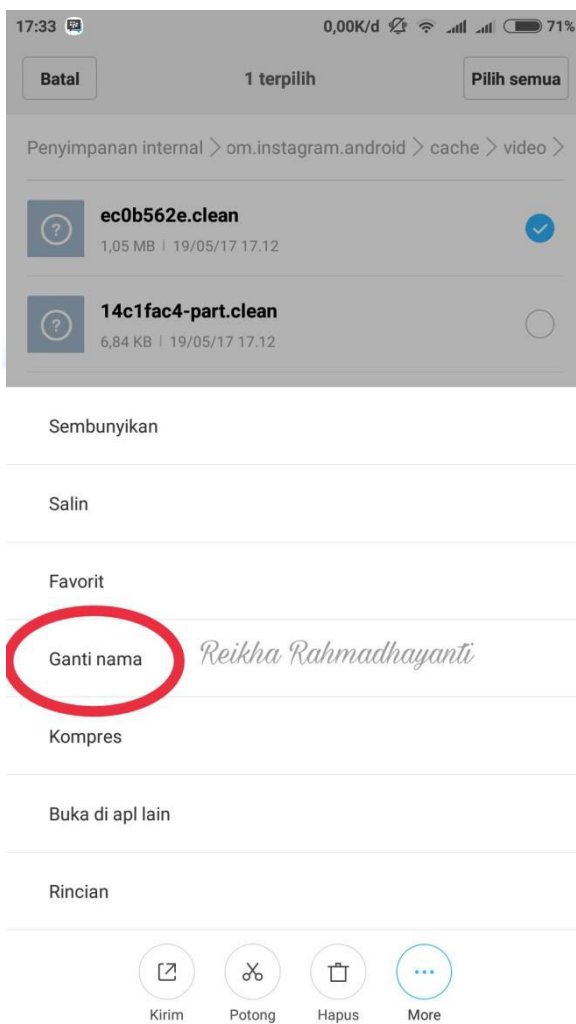 17:33 0,00K/d 71%
Batal 1 terpilih Pilih semua
Penyimpanan internal > om.instagram.android > cache > video >
ec0b562e.clean
1,05 MB | 19/05/17 17.12
14c1fac4-part.clean
6,84 KB | 19/05/17 17.12
Sembunyikan
Salin
Favorit
Ganti nama Reikha Rahmadhayanti
Kompres
Buka di apl lain
Rincian
Kirim Potong Hapus More